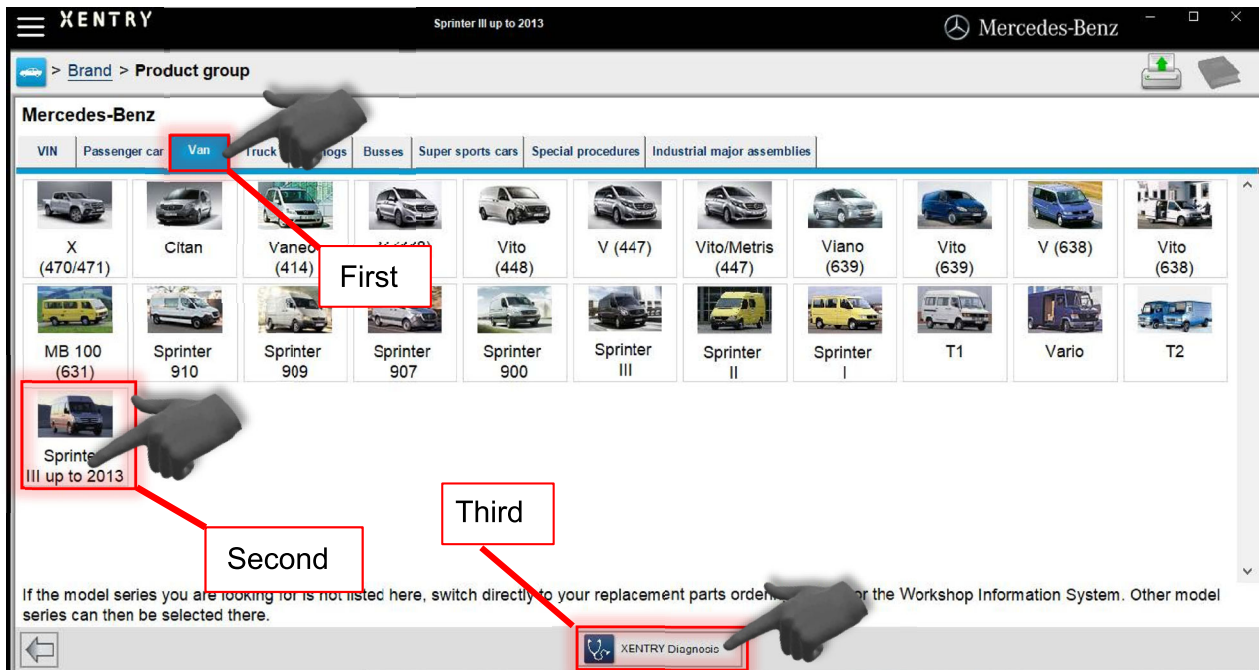 XENTRY
Sprinter III up to 2013
Mercedes-Benz
> Brand > Product group
Mercedes-Benz
VIN
Passenger car
Van
Truck
Busses
Super sports cars
Special procedures
Industrial major assemblies
X
(470/471)
Citan
Vaneo
(414)
Vito
(448)
V (447)
Vito/Metris
(447)
Viano
(639)
Vito
(639)
V (638)
Vito
(638)
First
MB 100
(631)
Sprinter
910
Sprinter
909
Sprinter
907
Sprinter
900
Sprinter
III
Sprinter
II
Sprinter
I
T1
Vario
T2
III up to 2013
Second
Third
If the model series you are looking for is not listed here, switch directly to your replacement parts or the Workshop Information System. Other model
series can then be selected there.
XENTRY Diagnosis